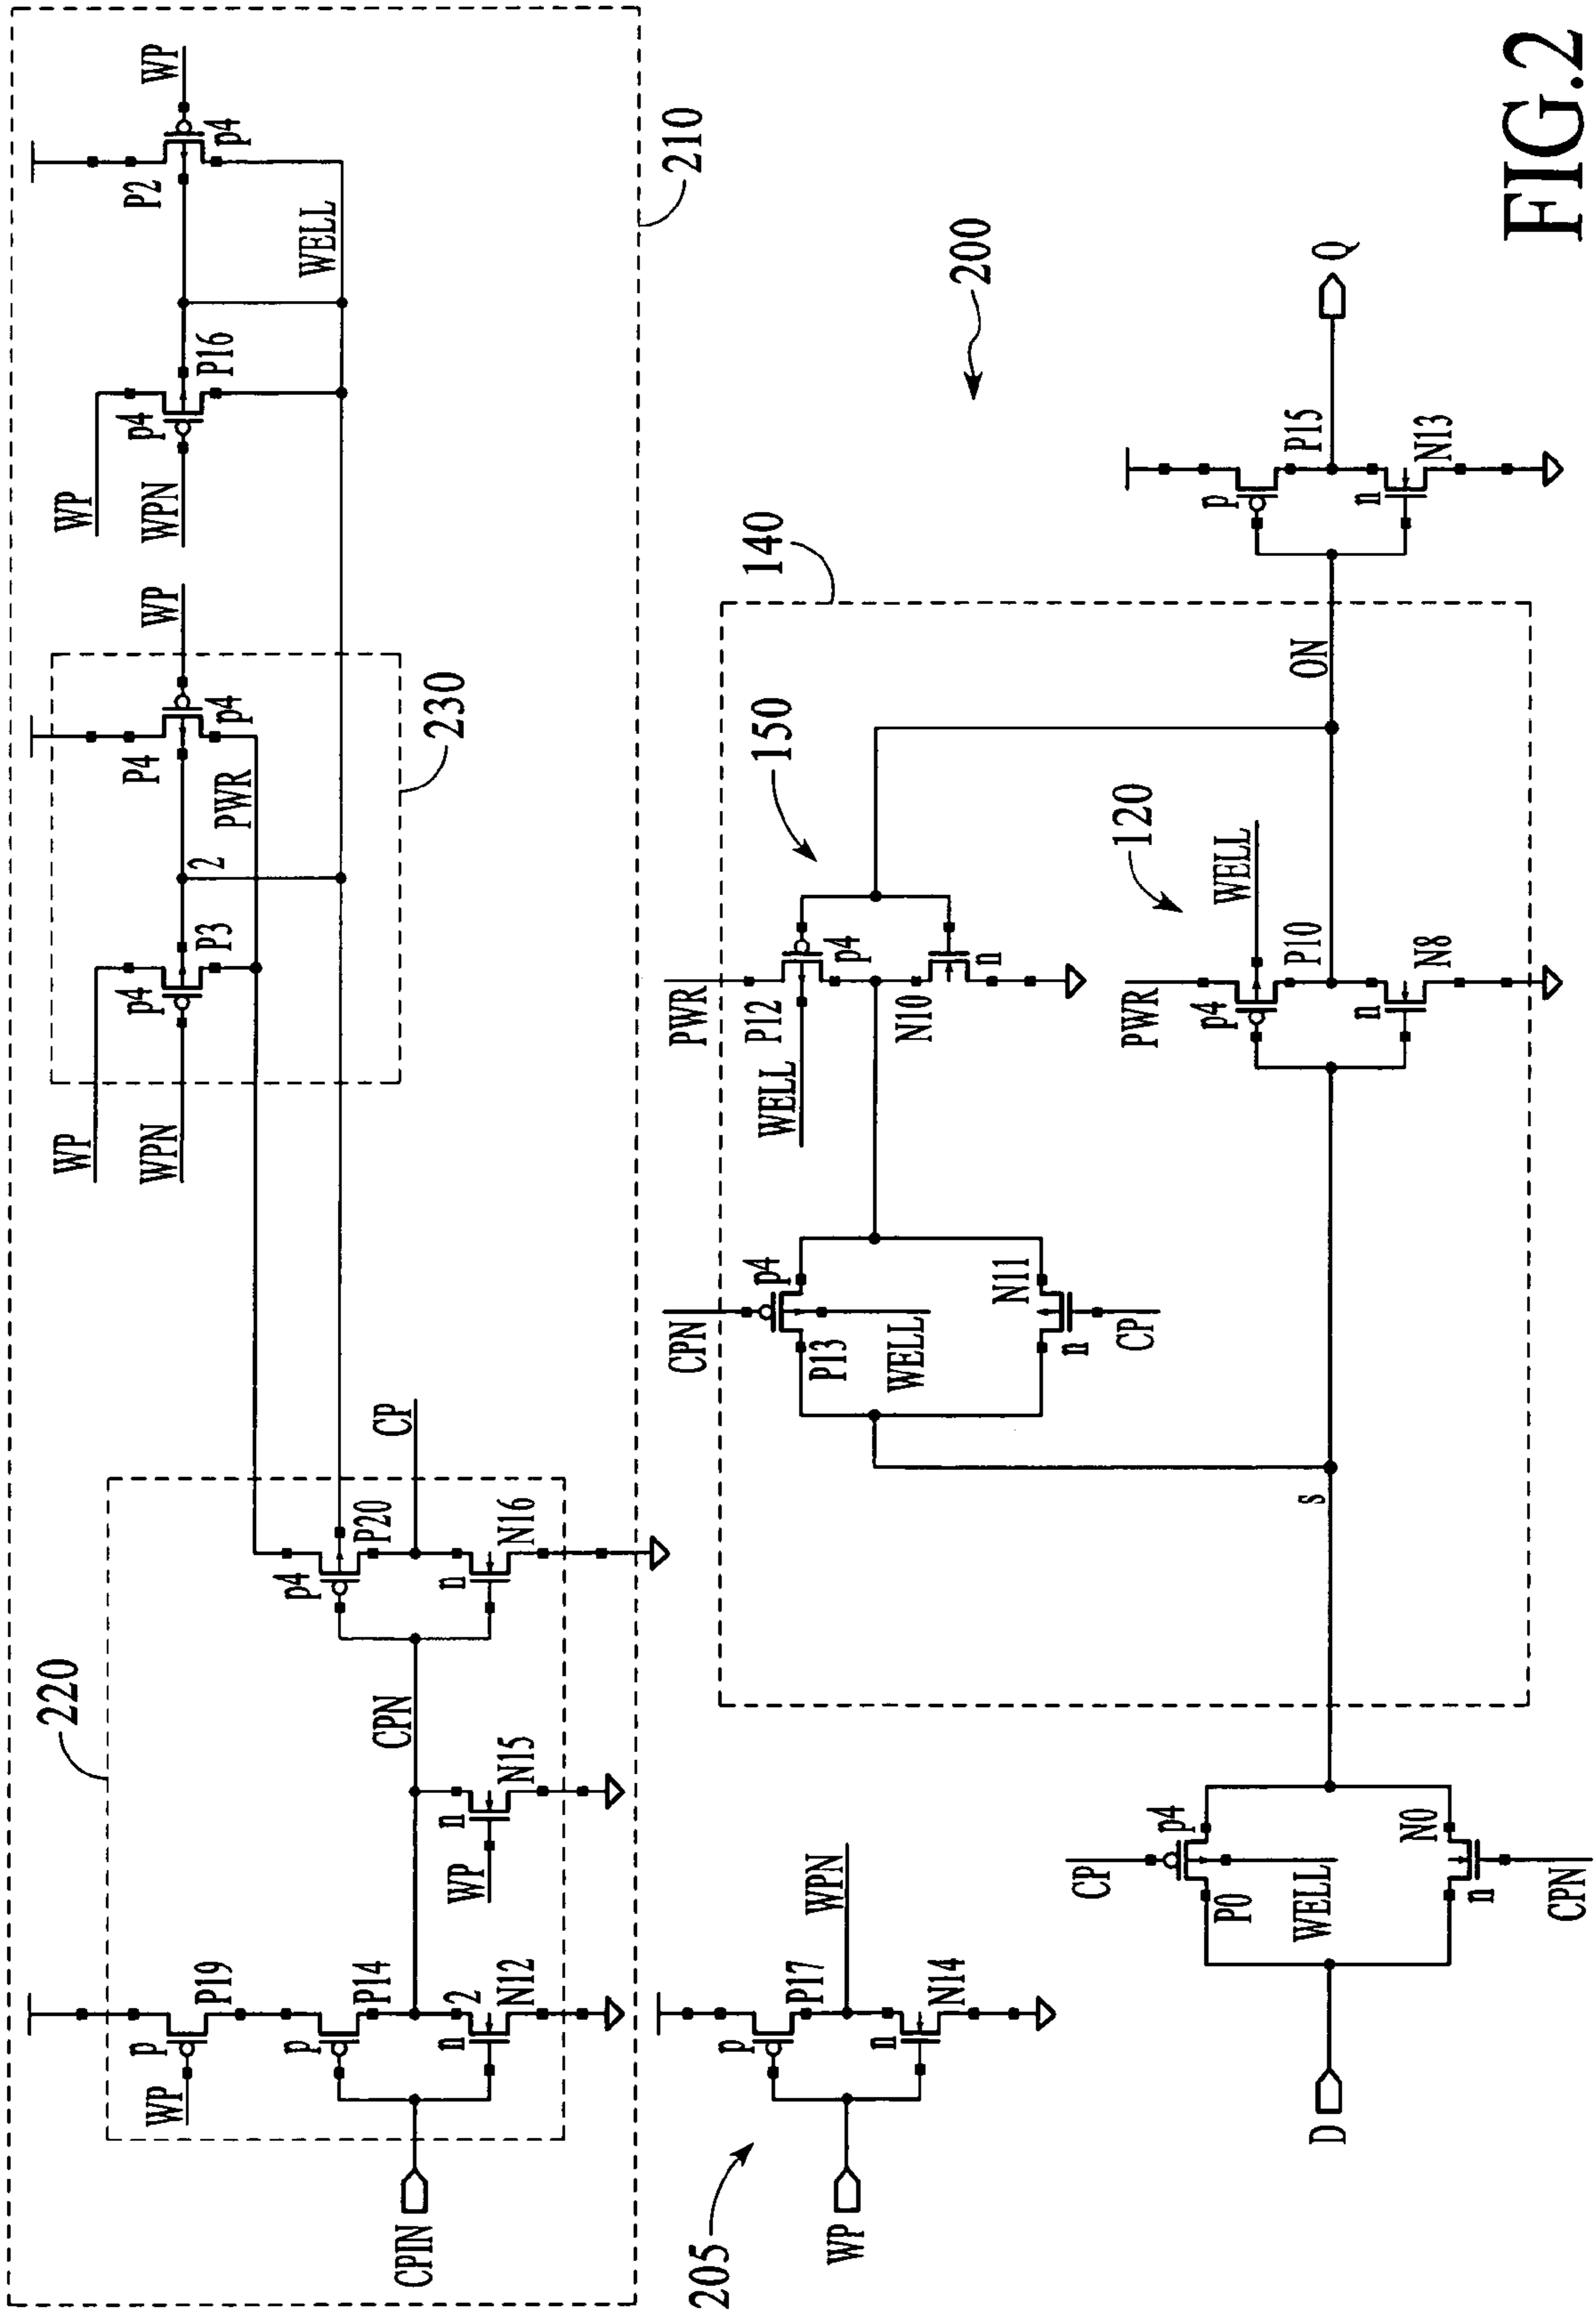 WP
p4
P2
WELL
P16
p4
WP
WPN
210
WP
p4
P4
PWR
2
230
P3
p4
WP
WPN
CP
P20
p4
N16
n
220
CPN
N15
n
WP
P19
p
WP
P14
p
2
N12
n
CPIN
WPN
P17
p
N14
n
205
WP
200
Q
P15
p
N13
n
140
ON
150
120
WELL
p4
PWR
P12
WELL
N10
n
PWR
p4
P10
N8
n
p4
CPN
P13
WELL
N11
n
CP
s
p4
CP
P0
WELL
N0
n
CPN
D
FIG.2